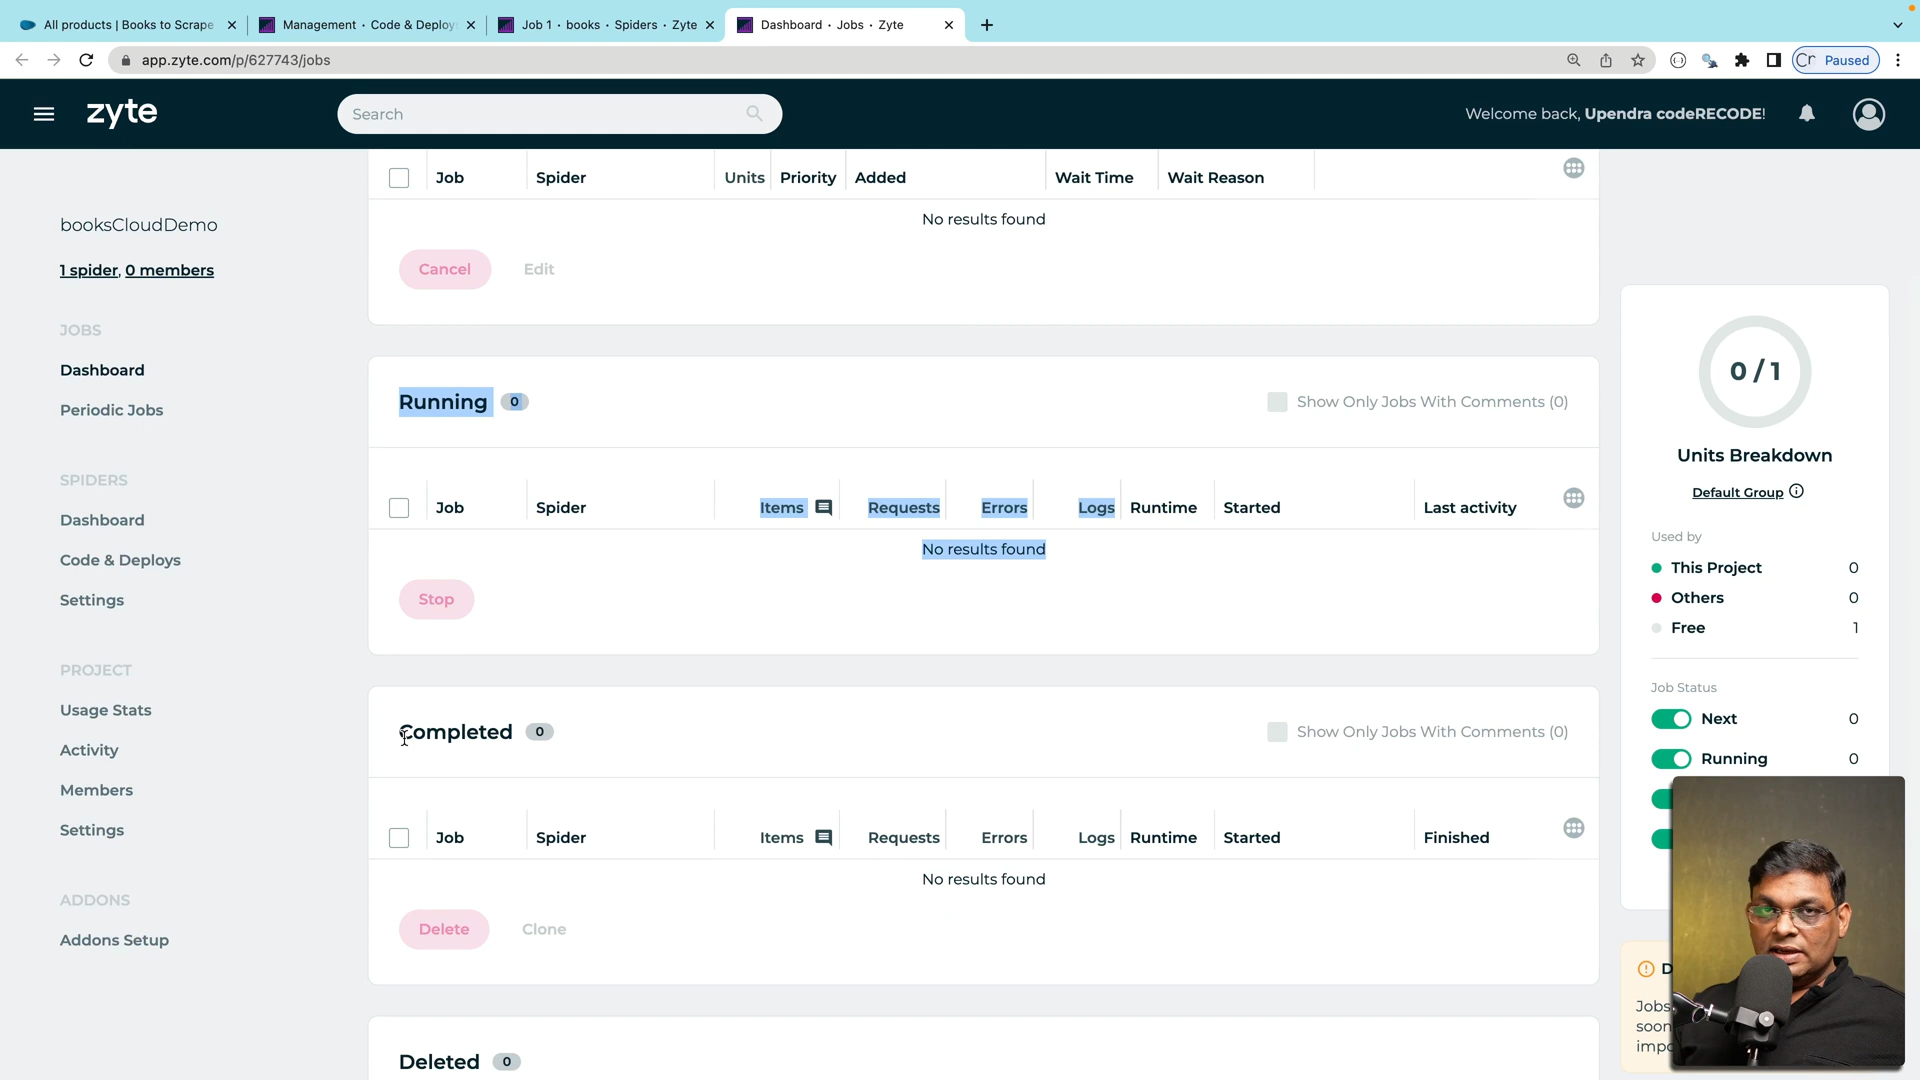 All products | Books to Scrape
Management · Code & Deploy
Job 1 · books · Spiders · Zyte
Dashboard · Jobs · Zyte
app.zyte.com/p/627743/jobs
Paused
zyte
Search
Welcome back, Upendra codeRECODE!
booksCloudDemo
1 spider, 0 members
JOBS
Dashboard
Periodic Jobs
SPIDERS
Dashboard
Code & Deploys
Settings
PROJECT
Usage Stats
Activity
Members
Settings
ADDONS
Addons Setup
Job Spider Units Priority Added Wait Time Wait Reason
No results found
Cancel Edit
Running 0 Show Only Jobs With Comments (0)
Job Spider Items Requests Errors Logs Runtime Started Last activity
No results found
Stop
Completed 0 Show Only Jobs With Comments (0)
Job Spider Items Requests Errors Logs Runtime Started Finished
No results found
Delete Clone
Deleted 0
0 / 1
Units Breakdown
Default Group
Used by
This Project 0
Others 0
Free 1
Job Status
Next 0
Running 0
Jobs
soon